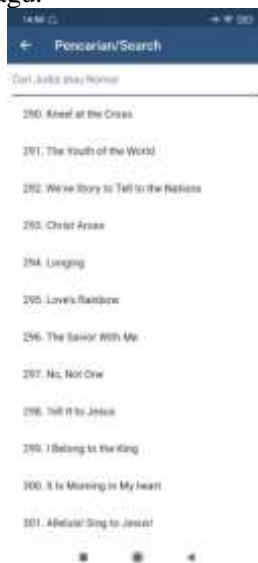 Pencarian/Search
Cari Judul atau Nomor
290. Kneel at the Cross
291. The Youth of the World
292. We've Story to Tell to the Nations
293. Christ Arose
294. Longing
295. Love's Rainbow
296. The Savior With Me
297. No, Not One
298. Tell It to Jesus
299. I Belong to the King
300. It Is Morning in My heart
301. Alleluia! Sing to Jesus!